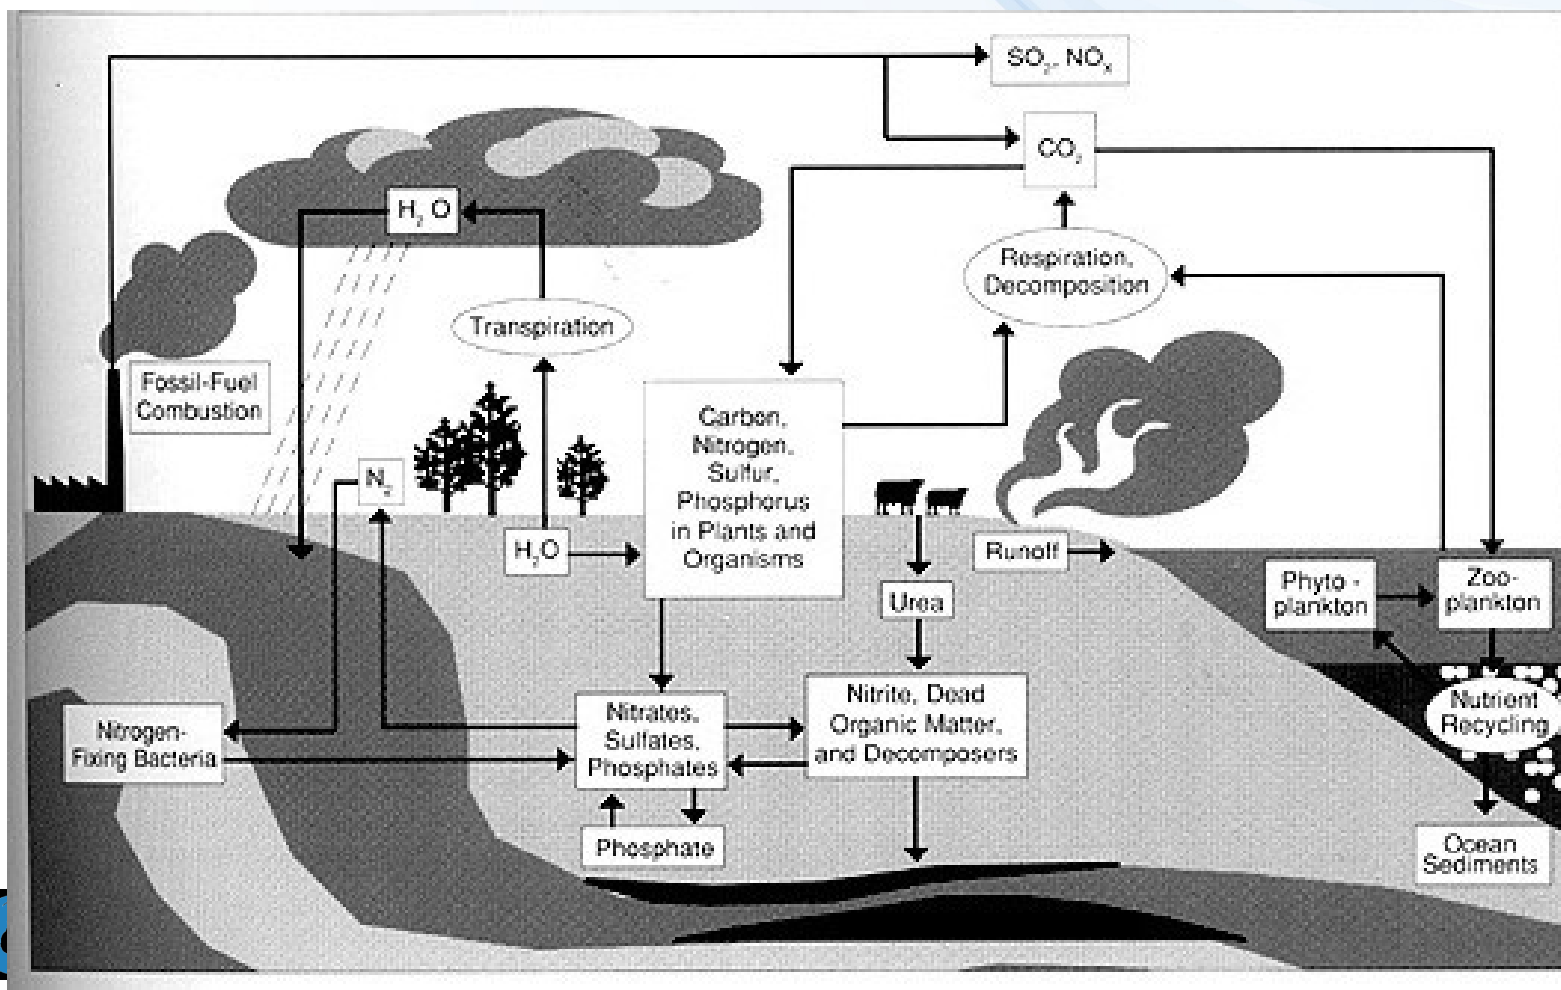 SO₂, NOₓ
CO₂
H₂O
Respiration,
Decomposition
Transpiration
Fossil-Fuel
Combustion
Carbon,
Nitrogen,
Sulfur,
Phosphorus
in Plants and
Organisms
N₂
H₂O
Runoff
Urea
Phyto-
plankton
Zoo-
plankton
Nitrates,
Sulfates,
Phosphates
Nitrite, Dead
Organic Matter,
and Decomposers
Nutrient
Recycling
Nitrogen-
Fixing Bacteria
Phosphate
Ocean
Sediments